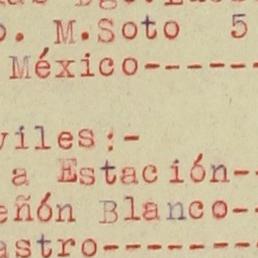 M.Soto 5
México------
viles:-
a Estación--
eñón Blanco--
astro--------